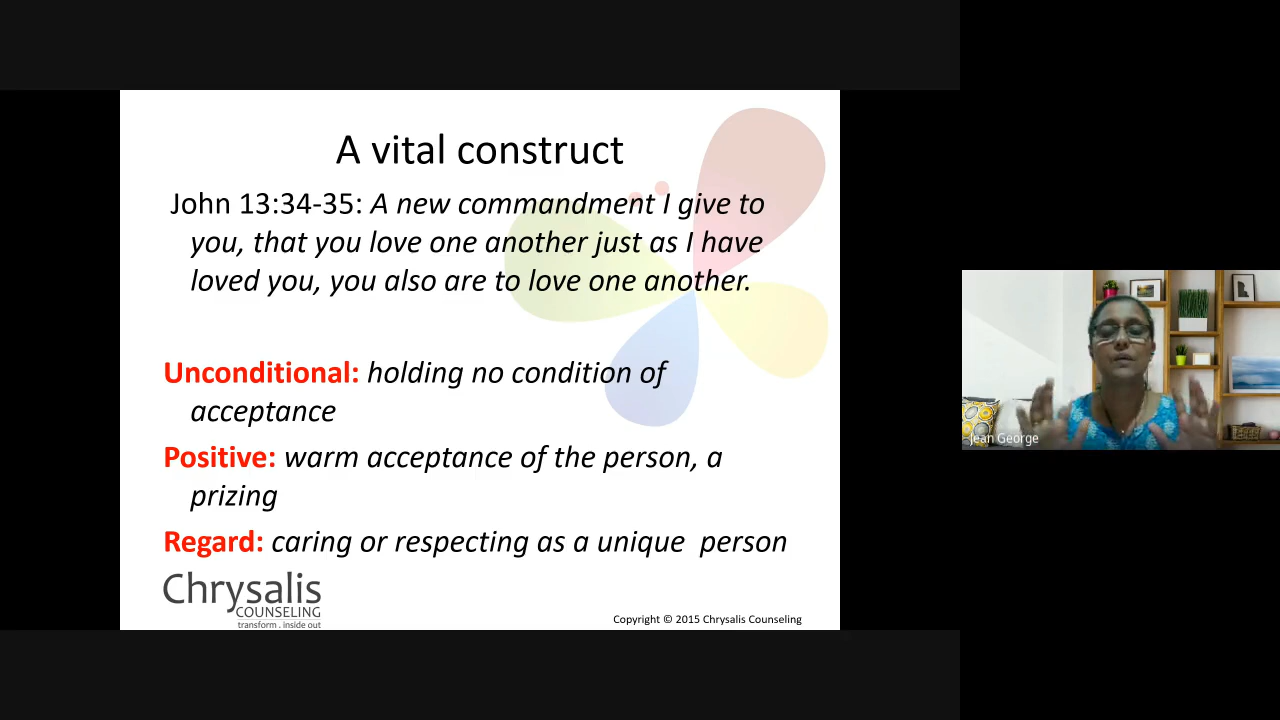 A vital construct
John 13:34-35: A new commandment I give to
you, that you love one another just as I have
loved you, you also are to love one another.
Unconditional: holding no condition of
acceptance
Positive: warm acceptance of the person, a
prizing
Regard: caring or respecting as a unique  person
Chrysalis
COUNSELING
transform . inside out
Copyright © 2015 Chrysalis Counseling
Jean George